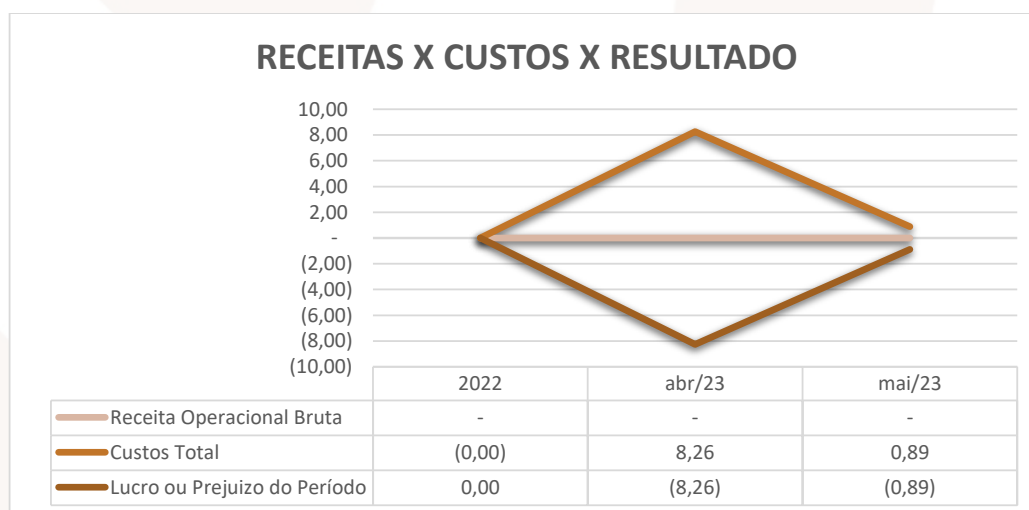 RECEITAS X CUSTOS X RESULTADO
10,00
8,00
6,00
4,00
2,00
-
(2,00)
(4,00)
(6,00)
(8,00)
(10,00)
2022 abr/23 mai/23
Receita Operacional Bruta - - -
Custos Total (0,00) 8,26 0,89
Lucro ou Prejuizo do Período 0,00 (8,26) (0,89)